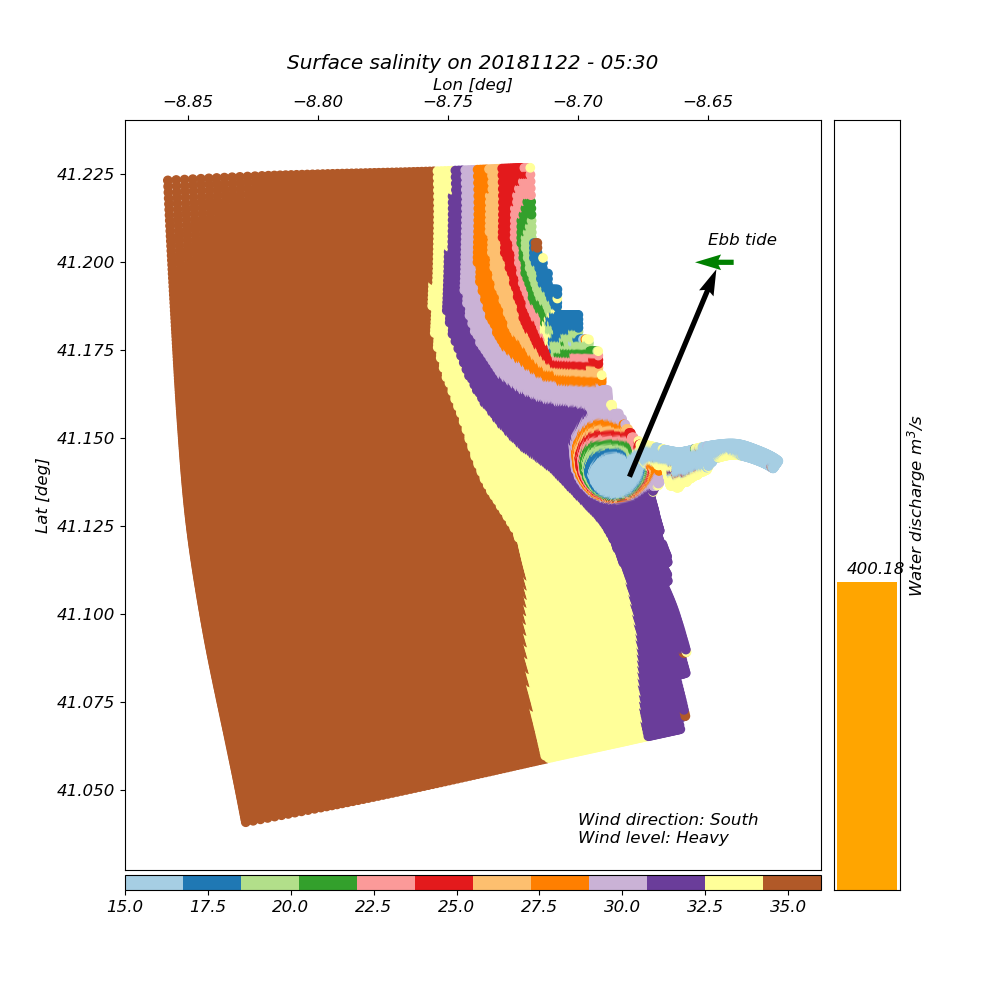 Surface salinity on 20181122 - 05:30
Lon [deg]
−8.85 −8.80 −8.75 −8.70 −8.65
41.225
41.200
41.175
41.150
41.125
41.100
41.075
41.050
Lat [deg]
Ebb tide
Wind direction: South
Wind level: Heavy
15.0 17.5 20.0 22.5 25.0 27.5 30.0 32.5 35.0
400.18
Water discharge m³/s